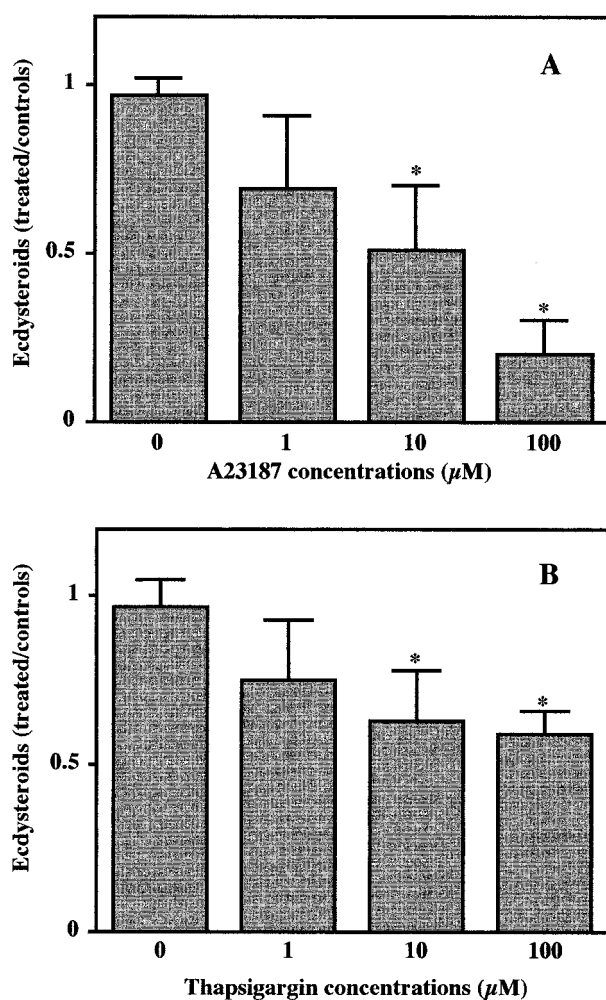 A
Ecdysteroids (treated/controls)
1
*
0.5
*
0
0 1 10 100
A23187 concentrations (µM)
B
Ecdysteroids (treated/controls)
1
*
*
0.5
0
0 1 10 100
Thapsigargin concentrations (µM)